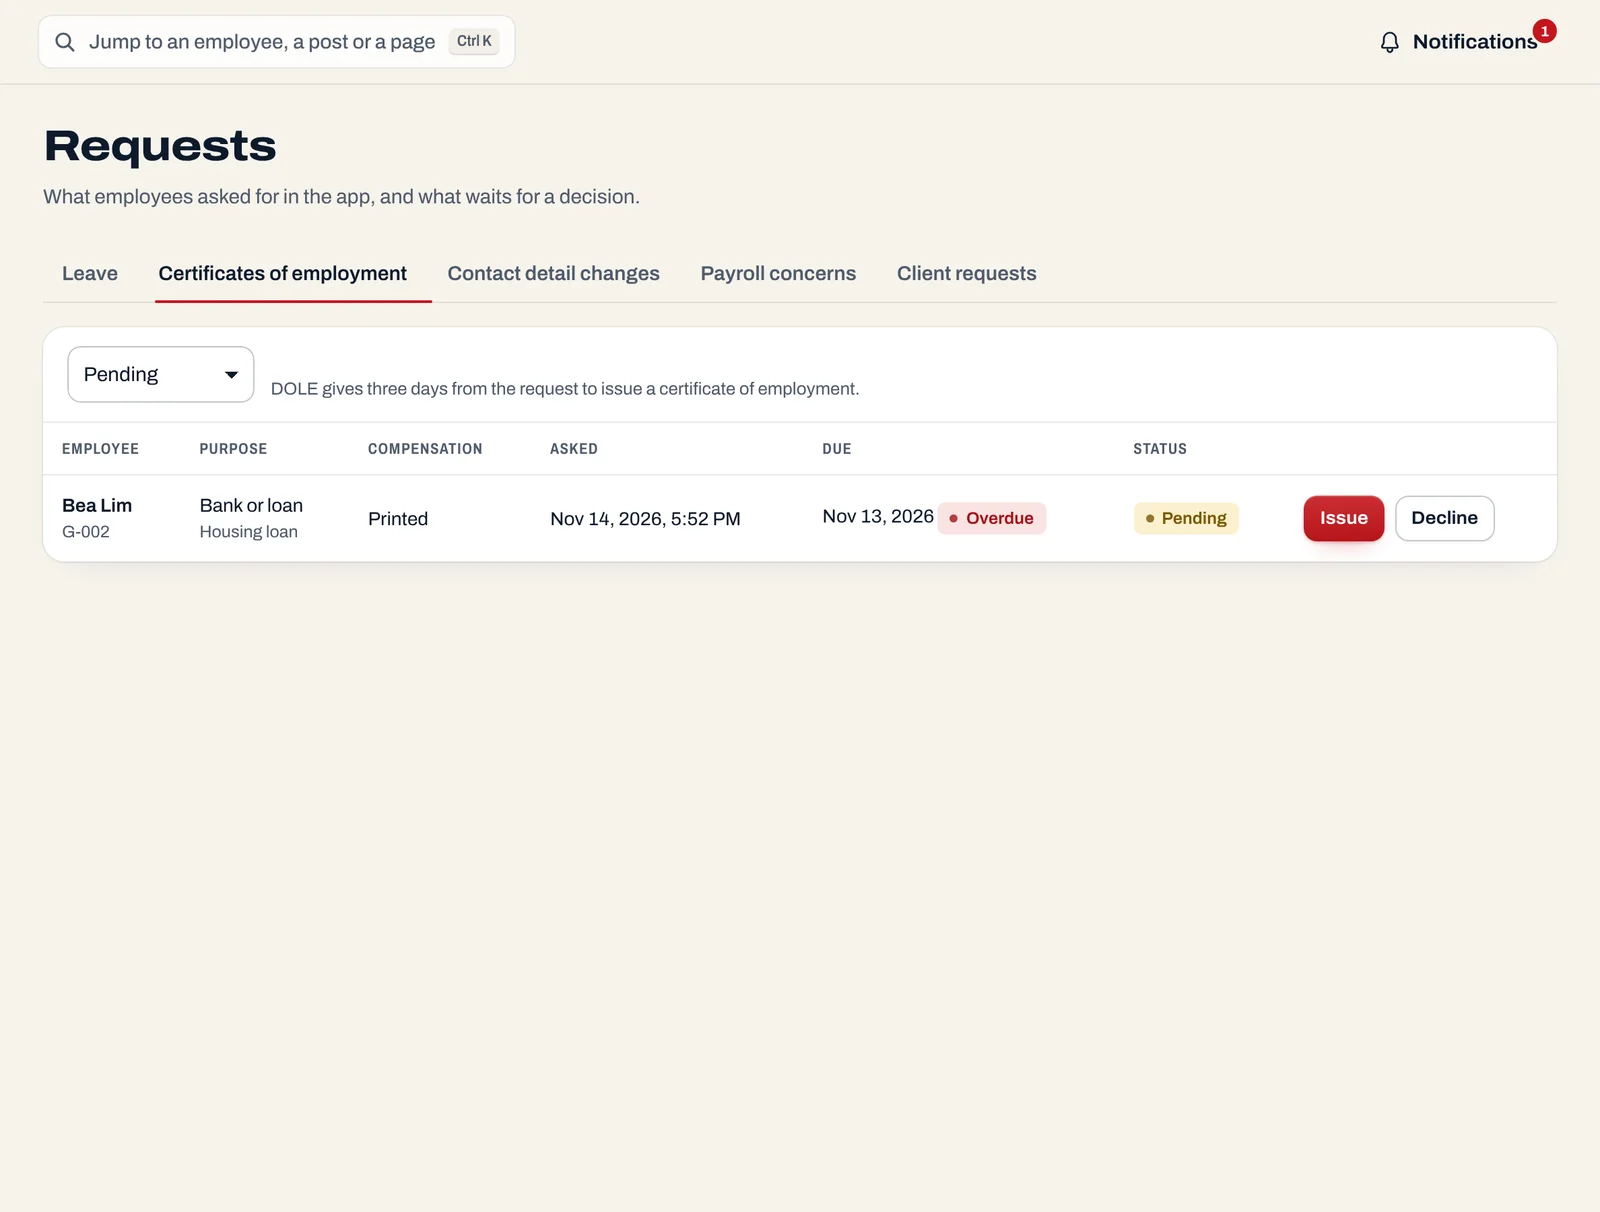 Jump to an employee, a post or a page Ctrl K
Notifications 1
Requests
What employees asked for in the app, and what waits for a decision.
Leave Certificates of employment Contact detail changes Payroll concerns Client requests
Pending
DOLE gives three days from the request to issue a certificate of employment.
EMPLOYEE PURPOSE COMPENSATION ASKED DUE STATUS
Bea Lim Bank or loan Printed Nov 14, 2026, 5:52 PM Nov 13, 2026 Overdue Pending Issue Decline
G-002 Housing loan